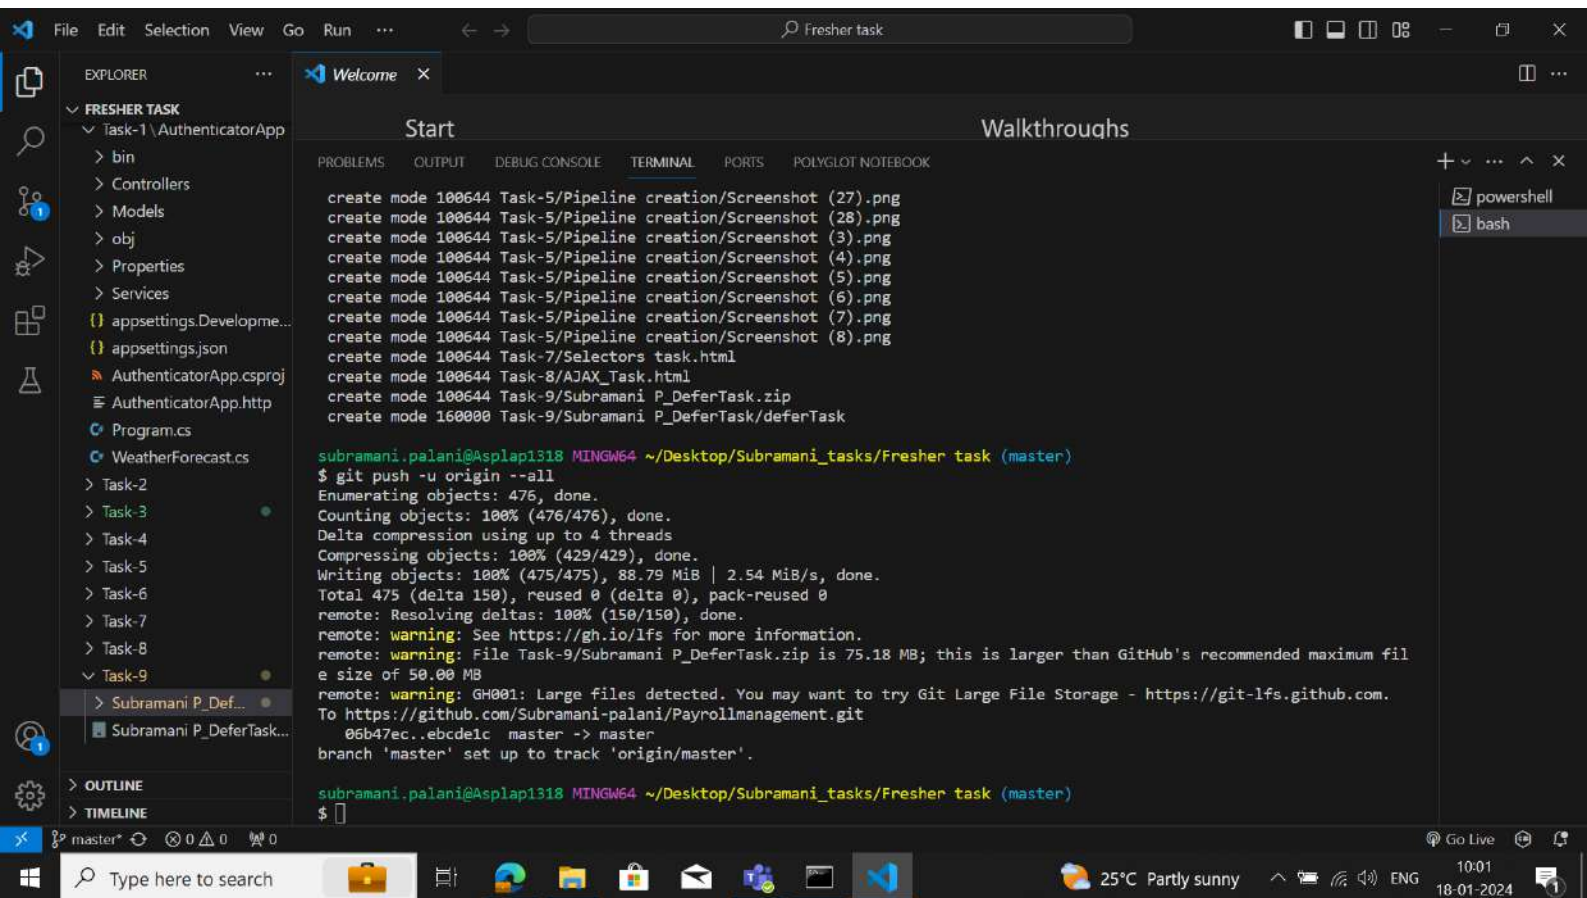 File Edit Selection View Go Run ··· Fresher task
EXPLORER ···
Welcome
FRESHER TASK
Task-1\AuthenticatorApp
bin
Controllers
Models
obj
Properties
Services
{} appsettings.Developme...
{} appsettings.json
AuthenticatorApp.csproj
AuthenticatorApp.http
Program.cs
WeatherForecast.cs
Task-2
Task-3
Task-4
Task-5
Task-6
Task-7
Task-8
Task-9
Subramani P_Def...
Subramani P_DeferTask...
OUTLINE
TIMELINE
Start
Walkthroughs
PROBLEMS OUTPUT DEBUG CONSOLE TERMINAL PORTS POLYGLOT NOTEBOOK
create mode 100644 Task-5/Pipeline creation/Screenshot (27).png
create mode 100644 Task-5/Pipeline creation/Screenshot (28).png
create mode 100644 Task-5/Pipeline creation/Screenshot (3).png
create mode 100644 Task-5/Pipeline creation/Screenshot (4).png
create mode 100644 Task-5/Pipeline creation/Screenshot (5).png
create mode 100644 Task-5/Pipeline creation/Screenshot (6).png
create mode 100644 Task-5/Pipeline creation/Screenshot (7).png
create mode 100644 Task-5/Pipeline creation/Screenshot (8).png
create mode 100644 Task-7/Selectors task.html
create mode 100644 Task-8/AJAX_Task.html
create mode 100644 Task-9/Subramani P_DeferTask.zip
create mode 160000 Task-9/Subramani P_DeferTask/deferTask
subramani.palani@Asplap1318 MINGW64 ~/Desktop/Subramani_tasks/Fresher task (master)
$ git push -u origin --all
Enumerating objects: 476, done.
Counting objects: 100% (476/476), done.
Delta compression using up to 4 threads
Compressing objects: 100% (429/429), done.
Writing objects: 100% (475/475), 88.79 MiB | 2.54 MiB/s, done.
Total 475 (delta 150), reused 0 (delta 0), pack-reused 0
remote: Resolving deltas: 100% (150/150), done.
remote: warning: See https://gh.io/lfs for more information.
remote: warning: File Task-9/Subramani P_DeferTask.zip is 75.18 MB; this is larger than GitHub's recommended maximum fil
e size of 50.00 MB
remote: warning: GH001: Large files detected. You may want to try Git Large File Storage - https://git-lfs.github.com.
To https://github.com/Subramani-palani/Payrollmanagement.git
06b47ec..ebcde1c master -> master
branch 'master' set up to track 'origin/master'.
subramani.palani@Asplap1318 MINGW64 ~/Desktop/Subramani_tasks/Fresher task (master)
$
powershell
bash
1
1
master* 0 0 0 Go Live
Type here to search 25°C Partly sunny ENG 10:01
18-01-2024 1